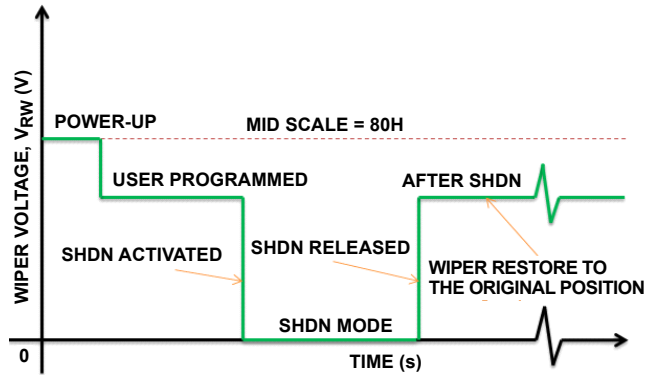 WIPER VOLTAGE, VRW (V)
POWER-UP
MID SCALE = 80H
USER PROGRAMMED
AFTER SHDN
SHDN ACTIVATED
SHDN RELEASED
WIPER RESTORE TO
THE ORIGINAL POSITION
SHDN MODE
0
TIME (s)